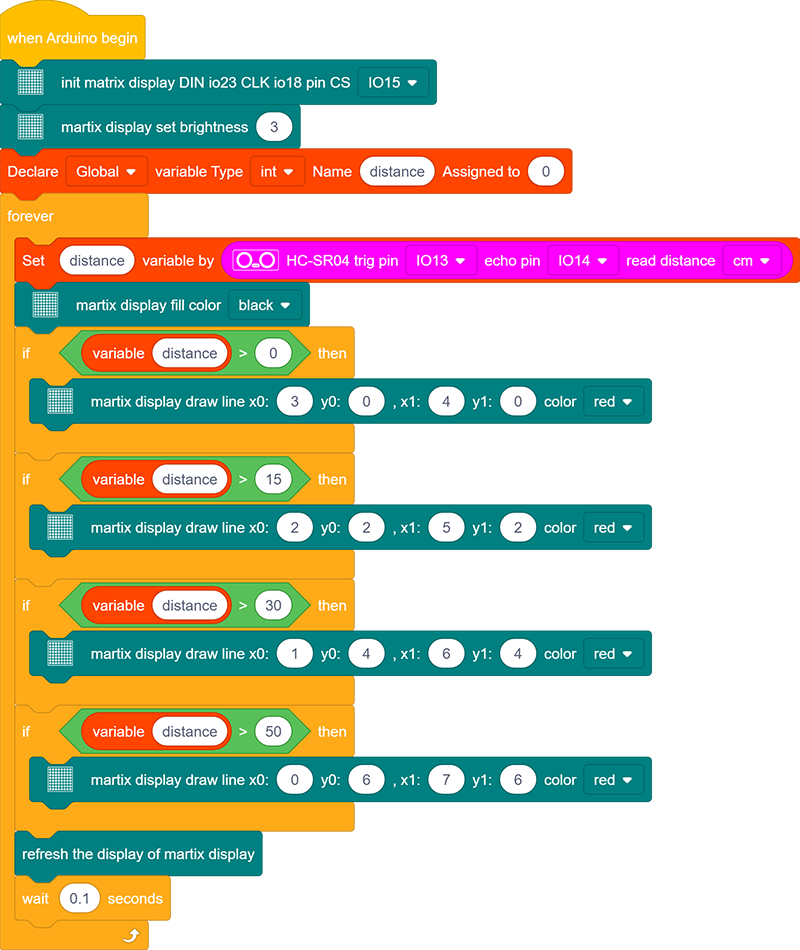 when Arduino begin
init matrix display DIN io23 CLK io18 pin CS IO15
martix display set brightness 3
Declare Global variable Type int Name distance Assigned to 0
forever
Set distance variable by HC-SR04 trig pin IO13 echo pin IO14 read distance cm
martix display fill color black
if variable distance > 0 then
martix display draw line x0: 3 y0: 0 , x1: 4 y1: 0 color red
if variable distance > 15 then
martix display draw line x0: 2 y0: 2 , x1: 5 y1: 2 color red
if variable distance > 30 then
martix display draw line x0: 1 y0: 4 , x1: 6 y1: 4 color red
if variable distance > 50 then
martix display draw line x0: 0 y0: 6 , x1: 7 y1: 6 color red
refresh the display of martix display
wait 0.1 seconds